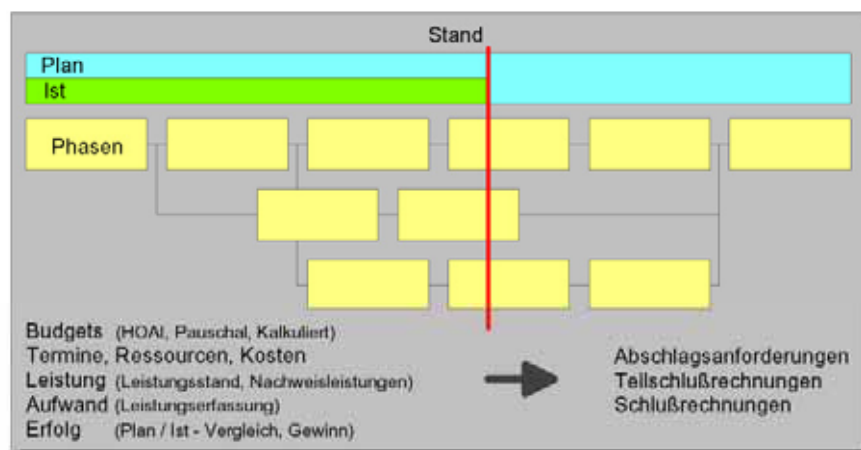 Stand
Plan
Ist
Phasen
Budgets (HOAI, Pauschal, Kalkuliert)
Termine, Ressourcen, Kosten
Leistung (Leistungsstand, Nachweisleistungen)
Aufwand (Leistungserfassung)
Erfolg (Plan / Ist - Vergleich, Gewinn)
Abschlagsanforderungen
Teilschlußrechnungen
Schlußrechnungen